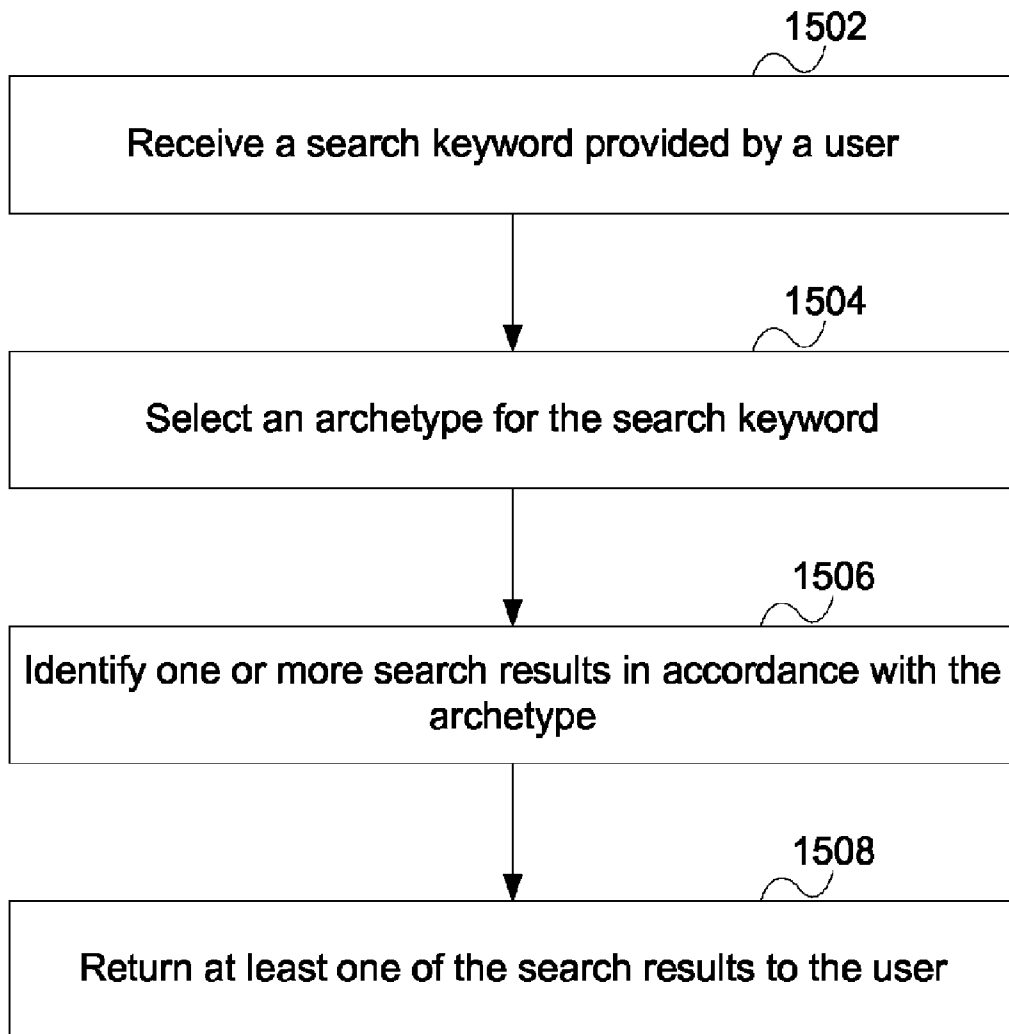 1502
Receive a search keyword provided by a user
1504
Select an archetype for the search keyword
1506
Identify one or more search results in accordance with the
archetype
1508
Return at least one of the search results to the user